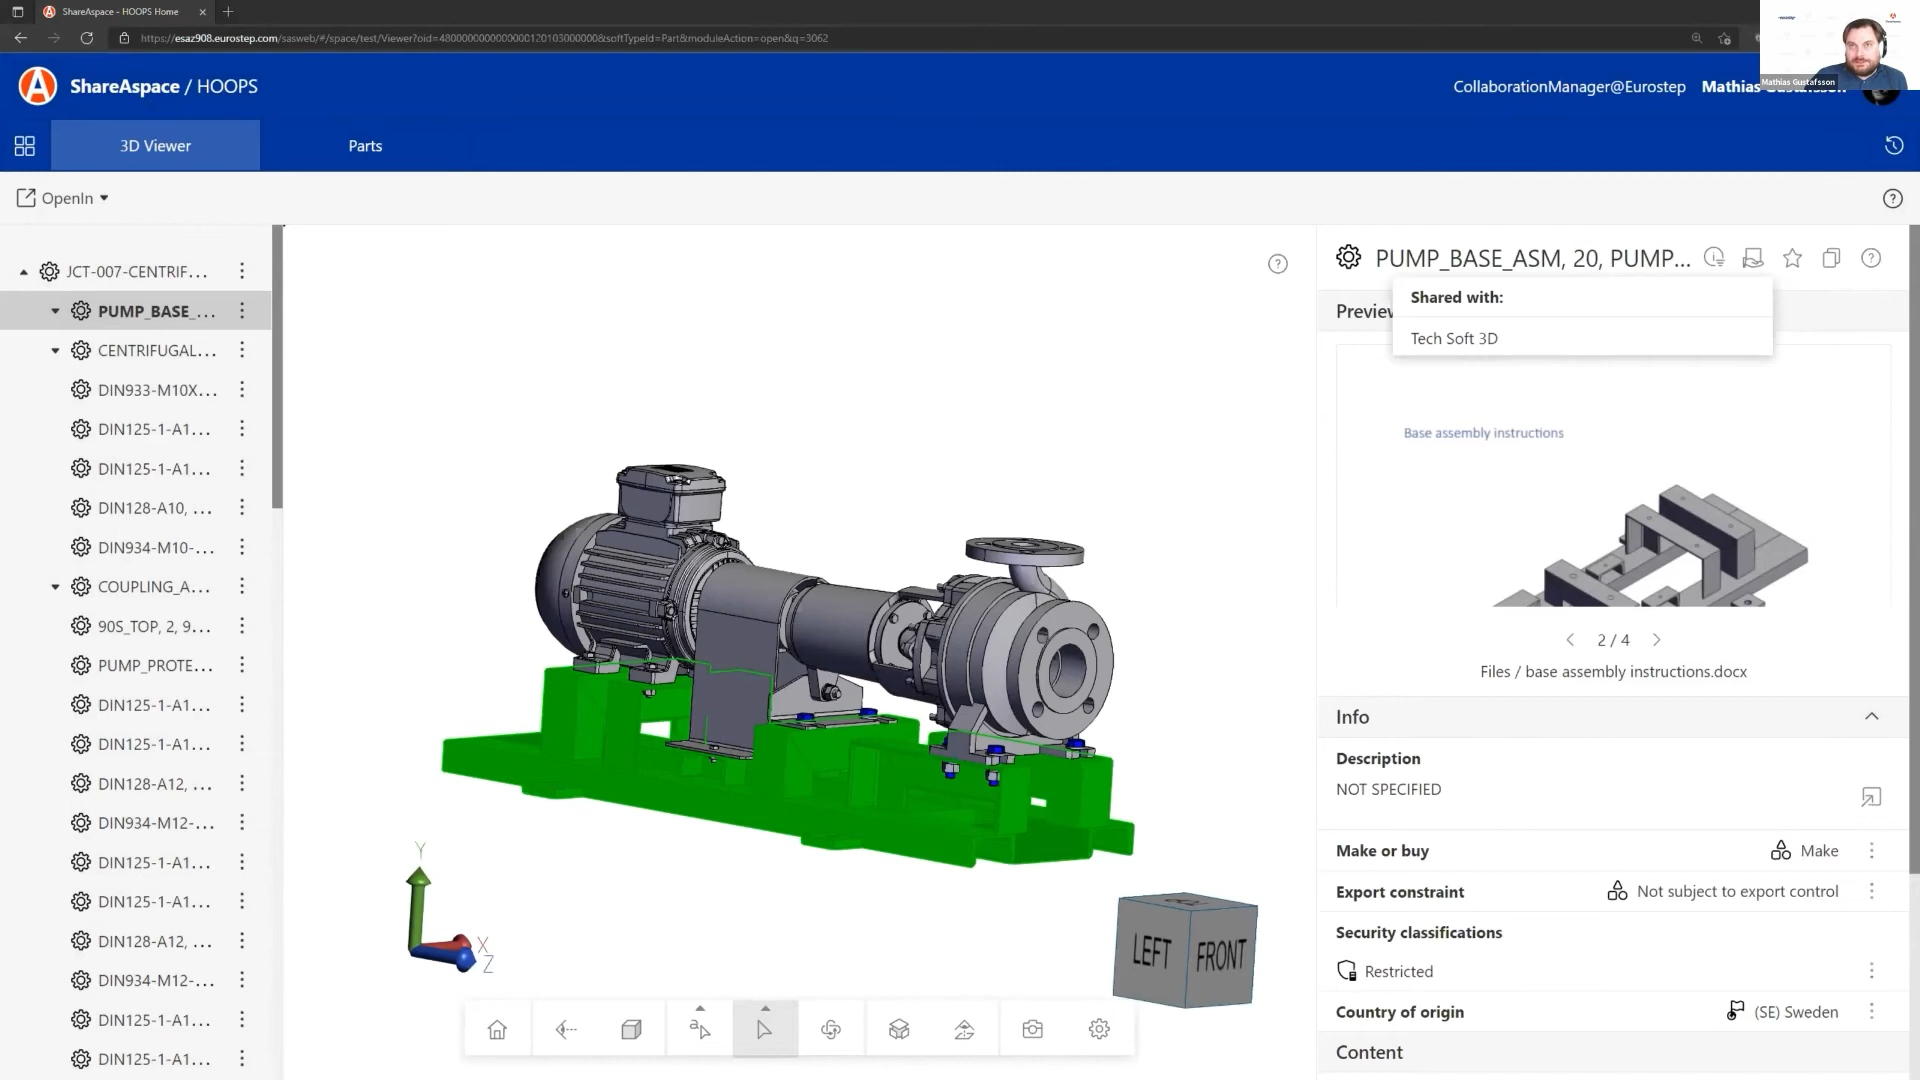 ShareAspace - HOOPS Home
https://esaz908.eurostep.com/sasweb/#/space/test/Viewer?oid=4800000000000000120103000000&softTypeId=Part&moduleAction=open&q=3062
Mathias Gustafsson
ShareAspace / HOOPS
CollaborationManager@Eurostep
3D Viewer
Parts
OpenIn
JCT-007-CENTRIF...
PUMP_BASE_...
CENTRIFUGAL...
DIN933-M10X...
DIN125-1-A1...
DIN125-1-A1...
DIN128-A10, ...
DIN934-M10-...
COUPLING_A...
90S_TOP, 2, 9...
PUMP_PROTE...
DIN125-1-A1...
DIN125-1-A1...
DIN128-A12, ...
DIN934-M12-...
DIN125-1-A1...
DIN125-1-A1...
DIN128-A12, ...
DIN934-M12-...
DIN125-1-A1...
DIN125-1-A1...
Y
X
Z
LEFT
FRONT
PUMP_BASE_ASM, 20, PUMP...
Shared with:
Tech Soft 3D
Base assembly instructions
2 / 4
Files / base assembly instructions.docx
Info
Description
NOT SPECIFIED
Make or buy
Make
Export constraint
Not subject to export control
Security classifications
Restricted
Country of origin
(SE) Sweden
Content